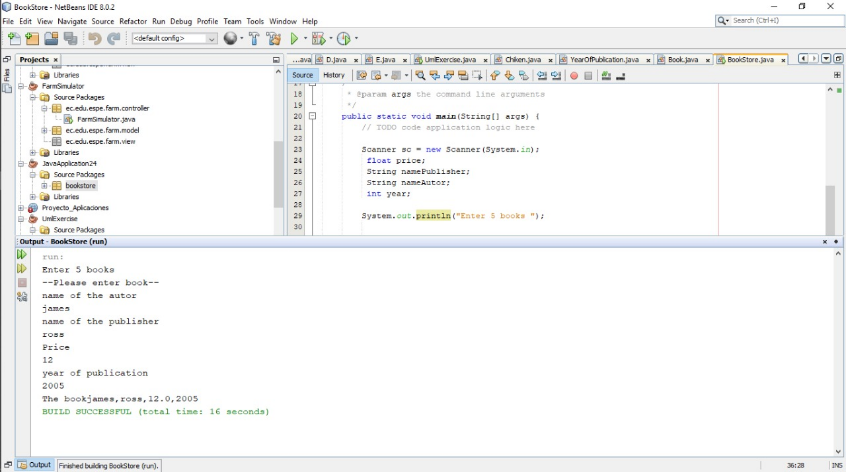 BookStore - NetBeans IDE 8.0.2
File Edit View Navigate Source Refactor Run Debug Profile Team Tools Window Help
Search (Ctrl+I)
<default config>
Files
Projects
Libraries
FarmSimulator
Source Packages
ec.edu.espe.farm.controller
FarmSimulator.java
ec.edu.espe.farm.model
ec.edu.espe.farm.view
Libraries
JavaApplication24
Source Packages
bookstore
Libraries
Proyecto_Aplicaciones
UmlExercise
Source Packages
...ava D.java E.java UmlExercise.java Chiken.java YearOfPublication.java Book.java BookStore.java
Source History
18 * @param args the command line arguments
19 */
20 public static void main(String[] args) {
21 // TODO code application logic here
22
23 Scanner sc = new Scanner(System.in);
24 float price;
25 String namePublisher;
26 String nameAutor;
27 int year;
28
29 System.out.println("Enter 5 books ");
30
Output - BookStore (run)
run:
Enter 5 books
--Please enter book--
name of the autor
james
name of the publisher
ross
Price
12
year of publication
2005
The bookjames,ross,12.0,2005
BUILD SUCCESSFUL (total time: 16 seconds)
Output Finished building BookStore (run). 36:28 INS